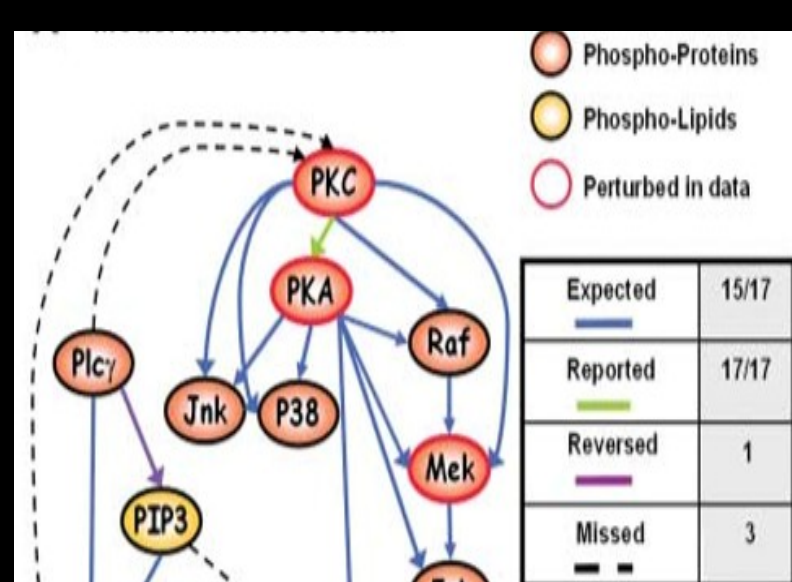 Phospho-Proteins
Phospho-Lipids
Perturbed in data
PKC
PKA
Raf
Plcγ
Jnk
P38
Mek
PIP3
Expected 15/17
Reported 17/17
Reversed 1
Missed 3